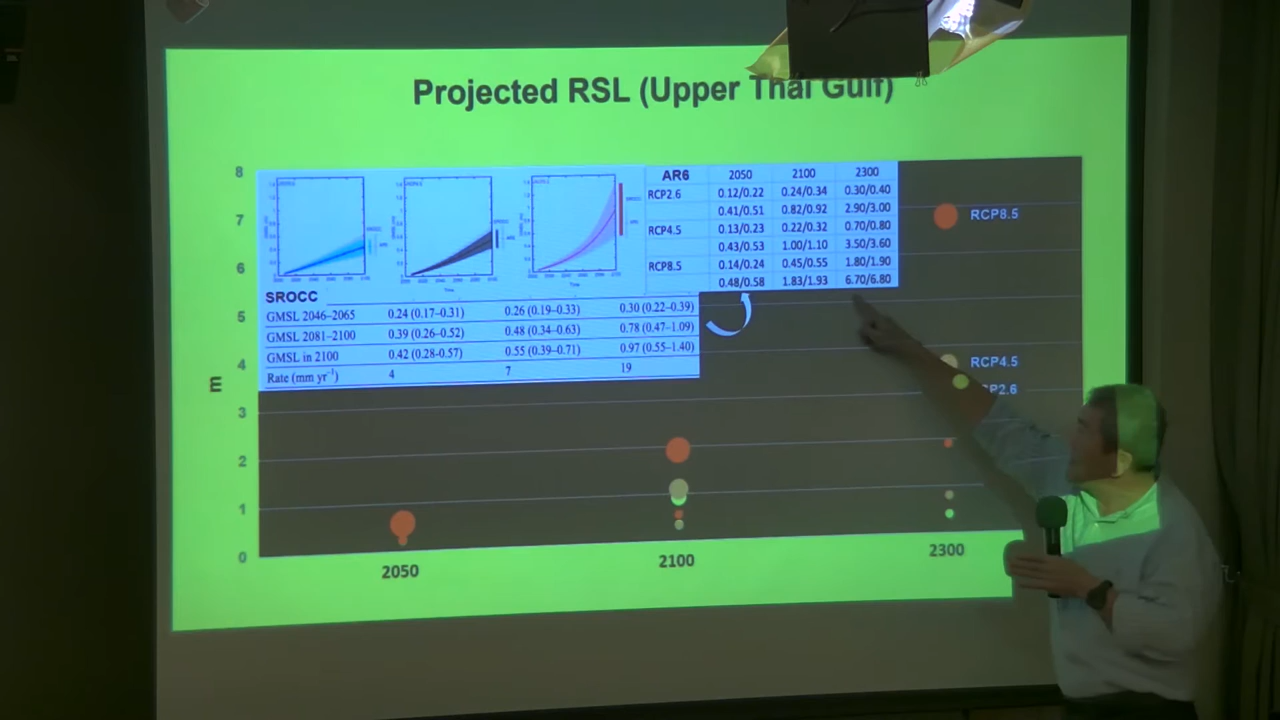 Projected RSL (Upper Thai Gulf)
8
7
6
5
4
3
2
1
0
m
2050
2100
2300
RCP8.5
RCP4.5
CP2.6
AR6 2050 2100 2300
RCP2.6 0.12/0.22 0.24/0.34 0.30/0.40
0.41/0.51 0.82/0.92 2.90/3.00
RCP4.5 0.13/0.23 0.22/0.32 0.70/0.80
0.43/0.53 1.00/1.10 3.50/3.60
RCP8.5 0.14/0.24 0.45/0.55 1.80/1.90
0.48/0.58 1.83/1.93 6.70/6.80
SROCC
GMSL 2046–2065 0.24 (0.17–0.31) 0.26 (0.19–0.33) 0.30 (0.22–0.39)
GMSL 2081–2100 0.39 (0.26–0.52) 0.48 (0.34–0.63) 0.78 (0.47–1.09)
GMSL in 2100 0.42 (0.28-0.57) 0.55 (0.39–0.71) 0.97 (0.55–1.40)
Rate (mm yr⁻¹) 4 7 19